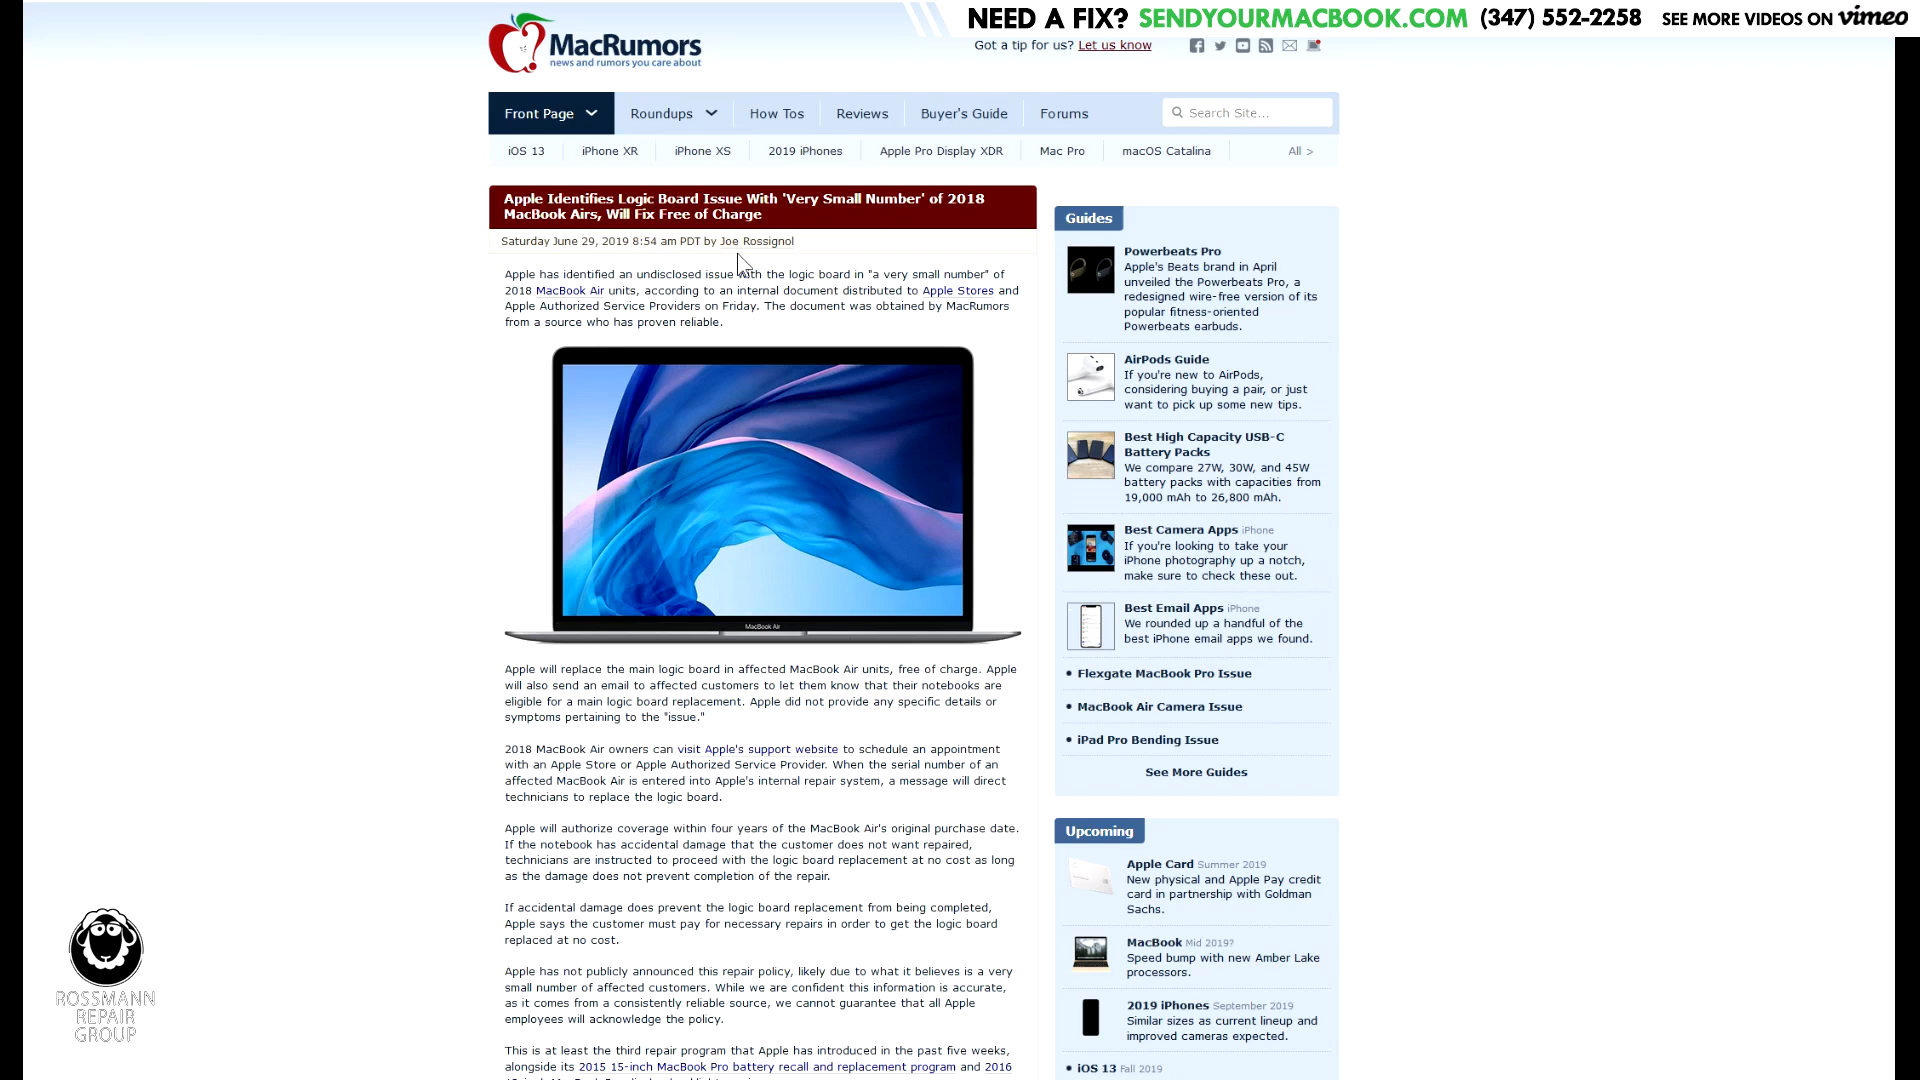 NEED A FIX? SENDYOURMACBOOK.COM (347) 552-2258 SEE MORE VIDEOS ON vimeo
MacRumors
news and rumors you care about
Got a tip for us? Let us know
Front Page
Roundups
How Tos
Reviews
Buyer's Guide
Forums
Search Site...
iOS 13
iPhone XR
iPhone XS
2019 iPhones
Apple Pro Display XDR
Mac Pro
macOS Catalina
All >
Apple Identifies Logic Board Issue With 'Very Small Number' of 2018
MacBook Airs, Will Fix Free of Charge
Saturday June 29, 2019 8:54 am PDT by Joe Rossignol
Apple has identified an undisclosed issue with the logic board in "a very small number" of
2018 MacBook Air units, according to an internal document distributed to Apple Stores and
Apple Authorized Service Providers on Friday. The document was obtained by MacRumors
from a source who has proven reliable.
MacBook Air
Apple will replace the main logic board in affected MacBook Air units, free of charge. Apple
will also send an email to affected customers to let them know that their notebooks are
eligible for a main logic board replacement. Apple did not provide any specific details or
symptoms pertaining to the "issue."
2018 MacBook Air owners can visit Apple's support website to schedule an appointment
with an Apple Store or Apple Authorized Service Provider. When the serial number of an
affected MacBook Air is entered into Apple's internal repair system, a message will direct
technicians to replace the logic board.
Apple will authorize coverage within four years of the MacBook Air's original purchase date.
If the notebook has accidental damage that the customer does not want repaired,
technicians are instructed to proceed with the logic board replacement at no cost as long
as the damage does not prevent completion of the repair.
If accidental damage does prevent the logic board replacement from being completed,
Apple says the customer must pay for necessary repairs in order to get the logic board
replaced at no cost.
Apple has not publicly announced this repair policy, likely due to what it believes is a very
small number of affected customers. While we are confident this information is accurate,
as it comes from a consistently reliable source, we cannot guarantee that all Apple
employees will acknowledge the policy.
This is at least the third repair program that Apple has introduced in the past five weeks,
alongside its 2015 15-inch MacBook Pro battery recall and replacement program and 2016
Guides
Powerbeats Pro
Apple's Beats brand in April
unveiled the Powerbeats Pro, a
redesigned wire-free version of its
popular fitness-oriented
Powerbeats earbuds.
AirPods Guide
If you're new to AirPods,
considering buying a pair, or just
want to pick up some new tips.
Best High Capacity USB-C
Battery Packs
We compare 27W, 30W, and 45W
battery packs with capacities from
19,000 mAh to 26,800 mAh.
Best Camera Apps iPhone
If you're looking to take your
iPhone photography up a notch,
make sure to check these out.
Best Email Apps iPhone
We rounded up a handful of the
best iPhone email apps we found.
• Flexgate MacBook Pro Issue
• MacBook Air Camera Issue
• iPad Pro Bending Issue
See More Guides
Upcoming
Apple Card Summer 2019
New physical and Apple Pay credit
card in partnership with Goldman
Sachs.
MacBook Mid 2019?
Speed bump with new Amber Lake
processors.
2019 iPhones September 2019
Similar sizes as current lineup and
improved cameras expected.
• iOS 13 Fall 2019
ROSSMANN
REPAIR
GROUP